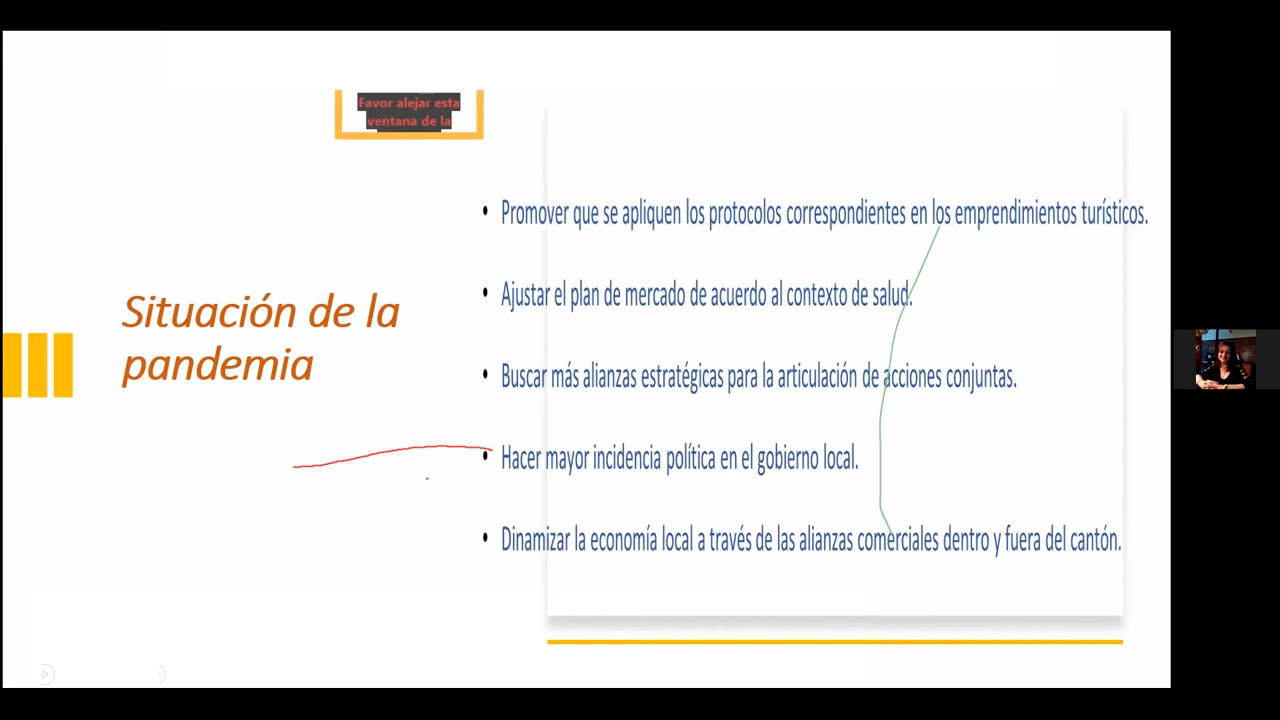 Favor alejar esta
ventana de la
Situación de la
pandemia
• Promover que se apliquen los protocolos correspondientes en los emprendimientos turísticos.
• Ajustar el plan de mercado de acuerdo al contexto de salud.
• Buscar más alianzas estratégicas para la articulación de acciones conjuntas.
• Hacer mayor incidencia política en el gobierno local.
• Dinamizar la economía local a través de las alianzas comerciales dentro y fuera del cantón.